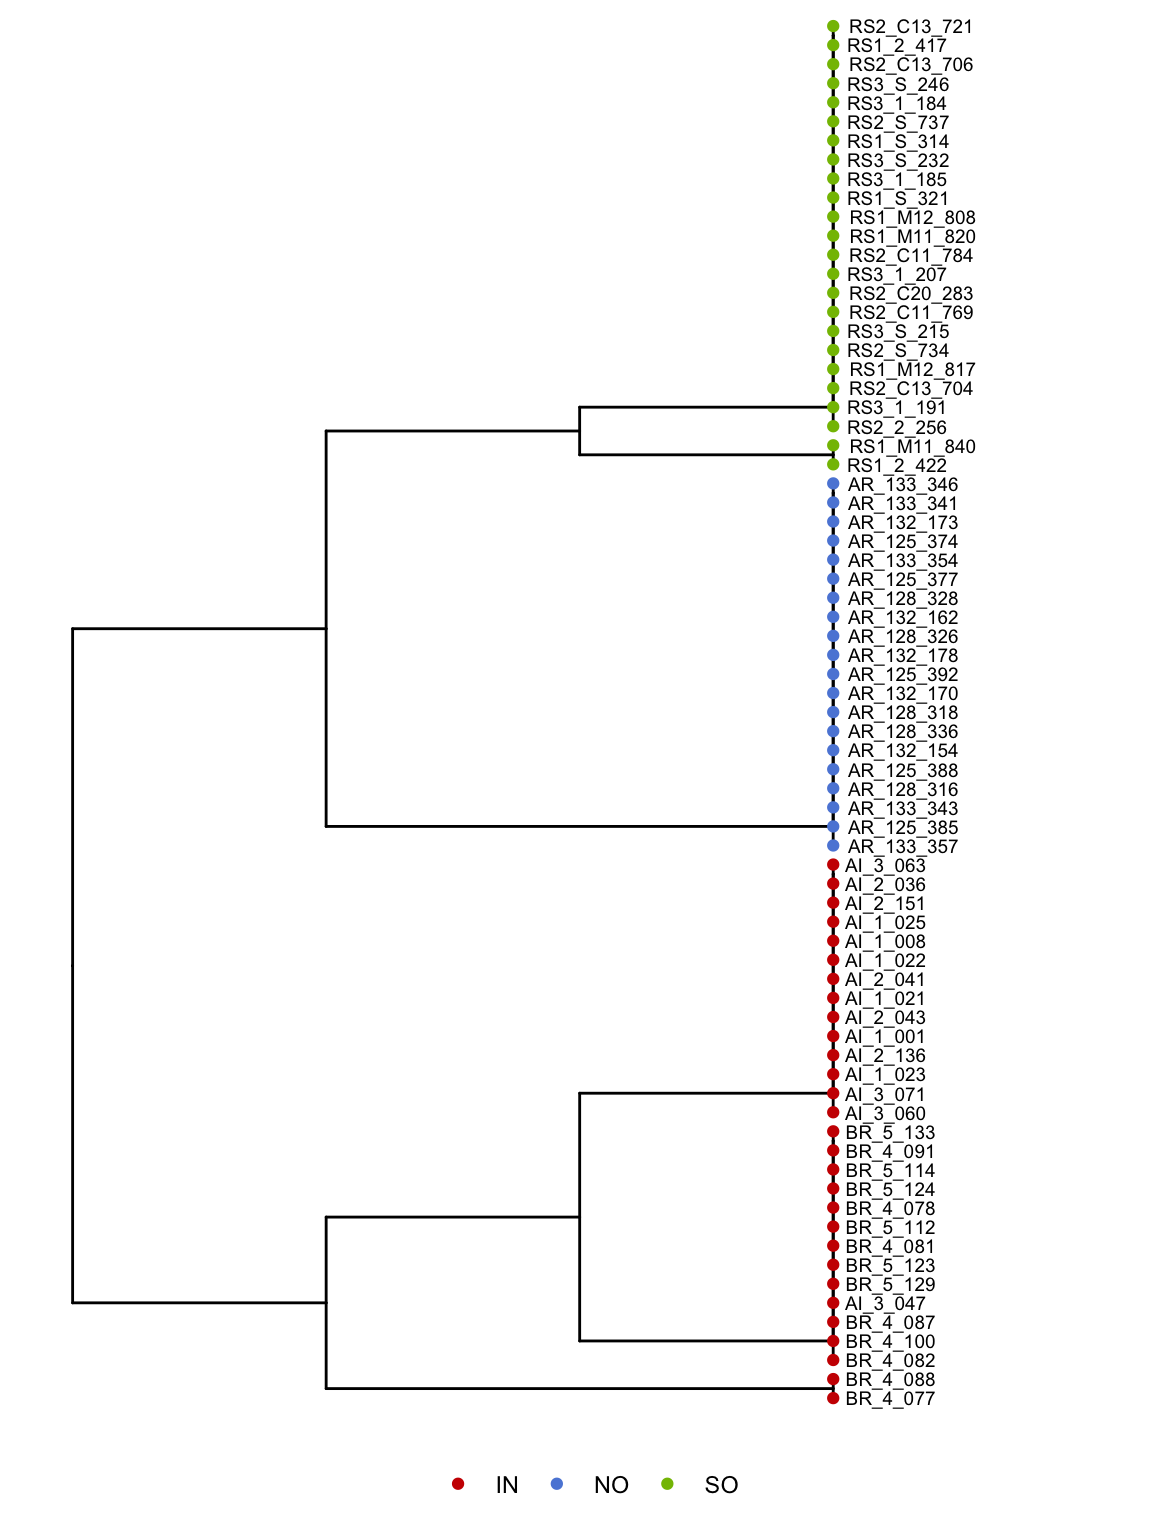 RS2_C13_721
RS1_2_417
RS2_C13_706
RS3_S_246
RS3_1_184
RS2_S_737
RS1_S_314
RS3_S_232
RS3_1_185
RS1_S_321
RS1_M12_808
RS1_M11_820
RS2_C11_784
RS3_1_207
RS2_C20_283
RS2_C11_769
RS3_S_215
RS2_S_734
RS1_M12_817
RS2_C13_704
RS3_1_191
RS2_2_256
RS1_M11_840
RS1_2_422
AR_133_346
AR_133_341
AR_132_173
AR_125_374
AR_133_354
AR_125_377
AR_128_328
AR_132_162
AR_128_326
AR_132_178
AR_125_392
AR_132_170
AR_128_318
AR_128_336
AR_132_154
AR_125_388
AR_128_316
AR_133_343
AR_125_385
AR_133_357
AI_3_063
AI_2_036
AI_2_151
AI_1_025
AI_1_008
AI_1_022
AI_2_041
AI_1_021
AI_2_043
AI_1_001
AI_2_136
AI_1_023
AI_3_071
AI_3_060
BR_5_133
BR_4_091
BR_5_114
BR_5_124
BR_4_078
BR_5_112
BR_4_081
BR_5_123
BR_5_129
AI_3_047
BR_4_087
BR_4_100
BR_4_082
BR_4_088
BR_4_077
IN NO SO